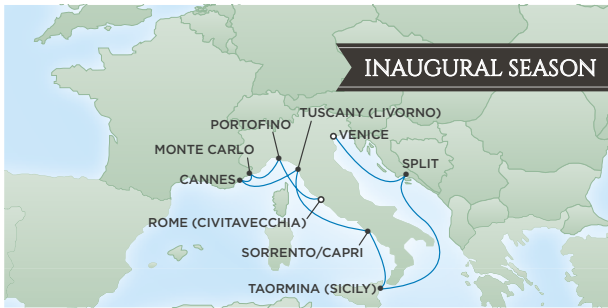 INAUGURAL SEASON
TUSCANY (LIVORNO)
PORTOFINO
VENICE
MONTE CARLO
SPLIT
CANNES
ROME (CIVITAVECCHIA)
SORRENTO/CAPRI
TAORMINA (SICILY)